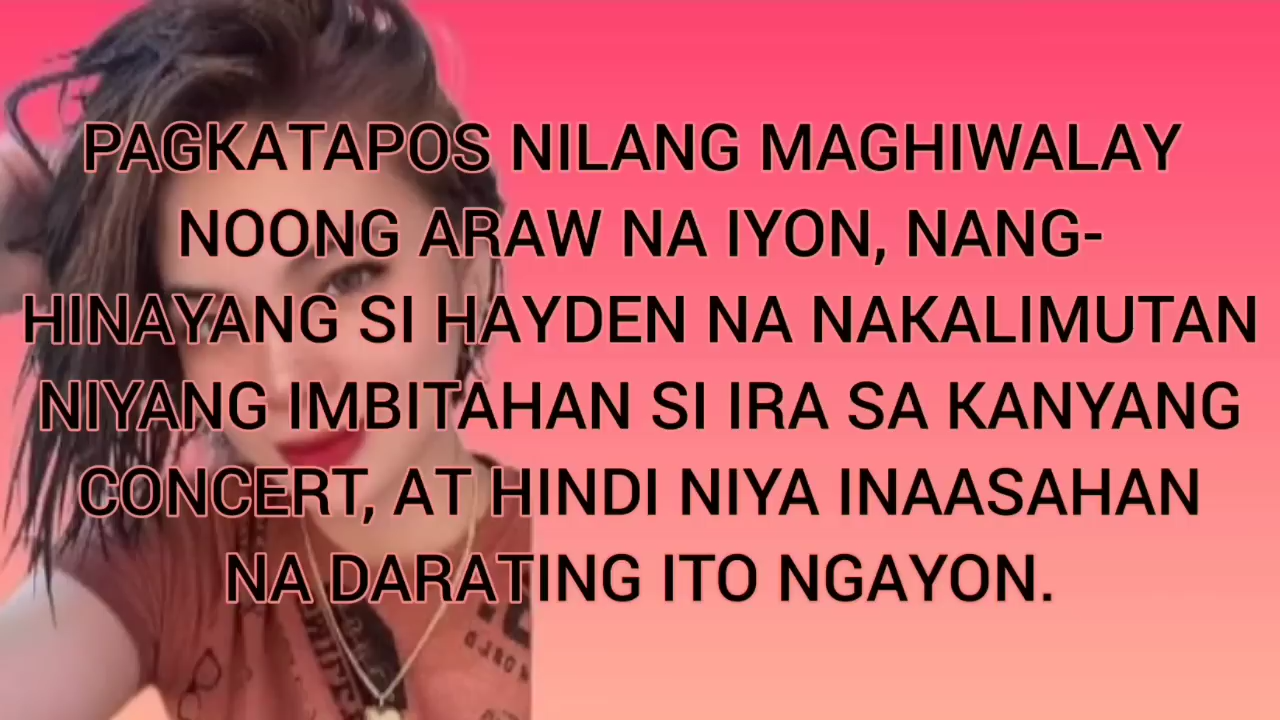 PAGKATAPOS NILANG MAGHIWALAY
NOONG ARAW NA IYON, NANG-
HINAYANG SI HAYDEN NA NAKALIMUTAN
NIYANG IMBITAHAN SI IRA SA KANYANG
CONCERT, AT HINDI NIYA INAASAHAN
NA DARATING ITO NGAYON.